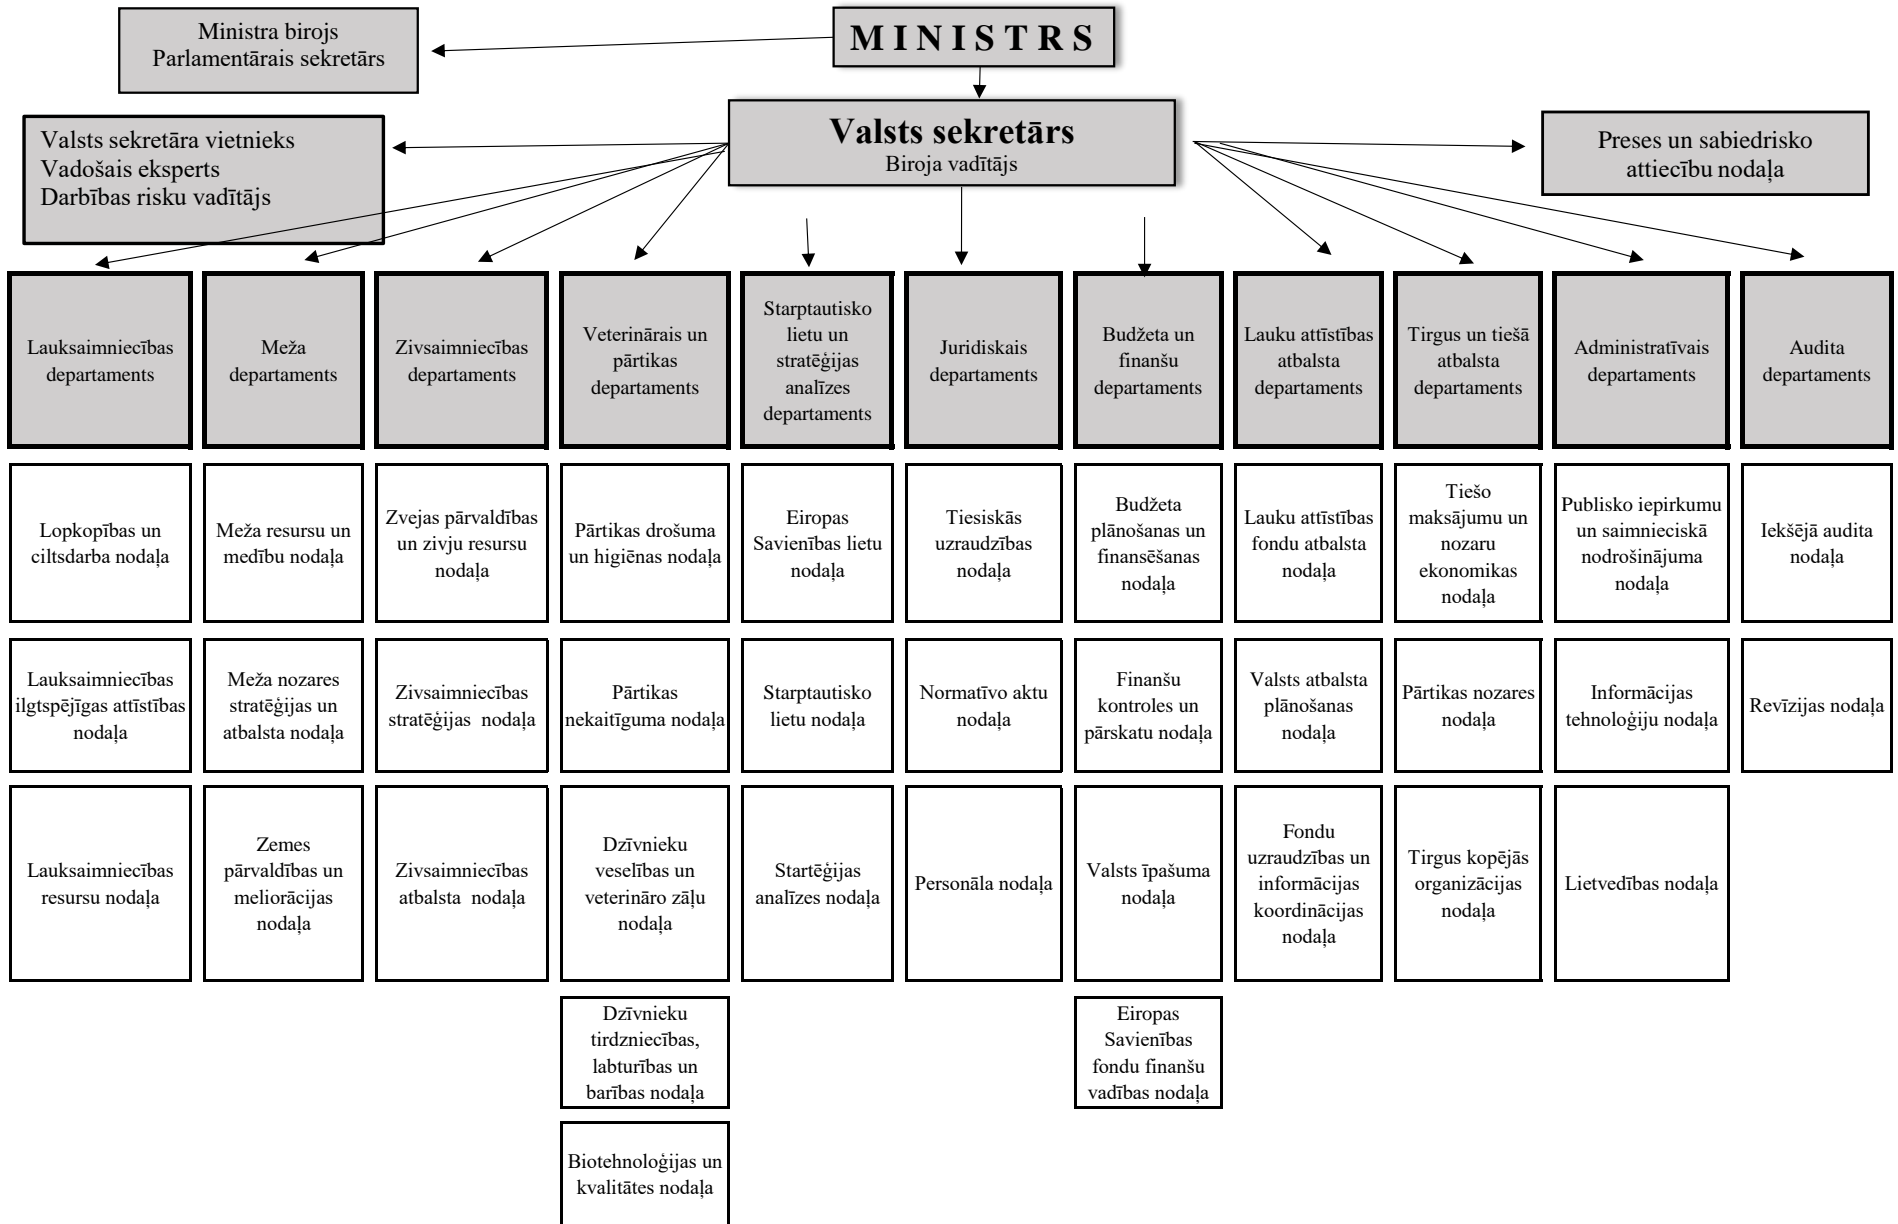 Ministra birojs
Parlamentārais sekretārs
M I N I S T R S
Valsts sekretāra vietnieks
Vadošais eksperts
Darbības risku vadītājs
Valsts sekretārs
Biroja vadītājs
Preses un sabiedrisko
attiecību nodaļa
Lauksaimniecības
departaments
Meža
departaments
Zivsaimniecības
departaments
Veterinārais un
pārtikas
departaments
Starptautisko
lietu un
stratēģijas
analīzes
departaments
Juridiskais
departaments
Budžeta un
finanšu
departaments
Lauku attīstības
atbalsta
departaments
Tirgus un tiešā
atbalsta
departaments
Administratīvais
departaments
Audita
departaments
Lopkopības un
ciltsdarba nodaļa
Meža resursu un
medību nodaļa
Zvejas pārvaldības
un zivju resursu
nodaļa
Pārtikas drošuma
un higiēnas nodaļa
Eiropas
Savienības lietu
nodaļa
Tiesiskās
uzraudzības
nodaļa
Budžeta
plānošanas un
finansēšanas
nodaļa
Lauku attīstības
fondu atbalsta
nodaļa
Tiešo
maksājumu un
nozaru
ekonomikas
nodaļa
Publisko iepirkumu
un saimnieciskā
nodrošinājuma
nodaļa
Iekšējā audita
nodaļa
Lauksaimniecības
ilgtspējīgas attīstības
nodaļa
Meža nozares
stratēģijas un
atbalsta nodaļa
Zivsaimniecības
stratēģijas nodaļa
Pārtikas
nekaitīguma nodaļa
Starptautisko
lietu nodaļa
Normatīvo aktu
nodaļa
Finanšu
kontroles un
pārskatu nodaļa
Valsts atbalsta
plānošanas
nodaļa
Pārtikas nozares
nodaļa
Informācijas
tehnoloģiju nodaļa
Revīzijas nodaļa
Lauksaimniecības
resursu nodaļa
Zemes
pārvaldības un
meliorācijas
nodaļa
Zivsaimniecības
atbalsta nodaļa
Dzīvnieku
veselības un
veterināro zāļu
nodaļa
Startēģijas
analīzes nodaļa
Personāla nodaļa
Valsts īpašuma
nodaļa
Fondu
uzraudzības un
informācijas
koordinācijas
nodaļa
Tirgus kopējās
organizācijas
nodaļa
Lietvedības nodaļa
Dzīvnieku
tirdzniecības,
labturības un
barības nodaļa
Eiropas
Savienības
fondu finanšu
vadības nodaļa
Biotehnoloģijas un
kvalitātes nodaļa